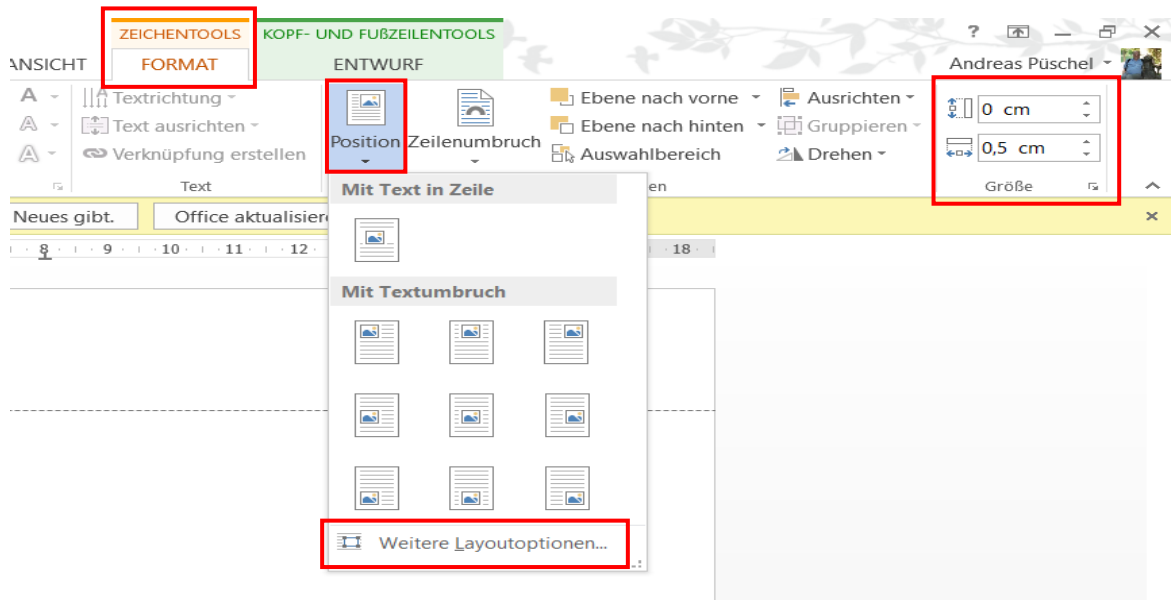 ZEICHENTOOLS KOPF- UND FUßZEILENTOOLS ?
ANSICHT FORMAT ENTWURF Andreas Püschel
A Textrichtung
A Text ausrichten
A Verknüpfung erstellen
Text
Position
Zeilenumbruch
Ebene nach vorne
Ebene nach hinten
Auswahlbereich
Ausrichten
Gruppieren
Drehen
en
0 cm
0,5 cm
Größe
Neues gibt. Office aktualisiere
8 9 10 11 12 18
Mit Text in Zeile
Mit Textumbruch
Weitere Layoutoptionen...